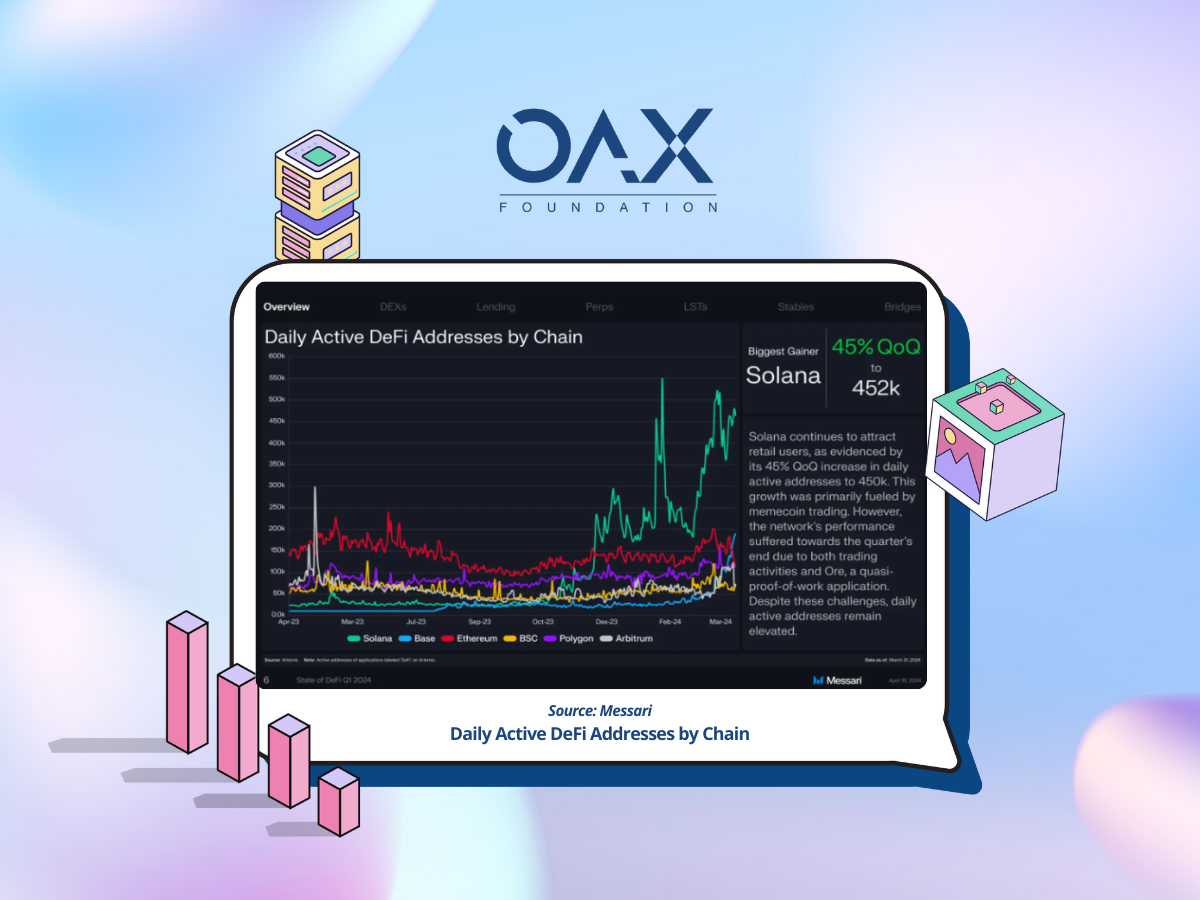 OAX
FOUNDATION
Overview DEXs Lending Perps LSTs Stables Bridges
Daily Active DeFi Addresses by Chain
600k
550k
500k
450k
400k
350k
300k
250k
200k
150k
100k
50k
0.0k
Apr-23 Mar-23 Jul-23 Sep-23 Oct-23 Dex-23 Feb-24 Mar-24
Solana Base Ethereum BSC Polygon Arbitrum
Biggest Gainer
Solana
45% QoQ
to
452k
Solana continues to attract
retail users, as evidenced by
its 45% QoQ increase in daily
active addresses to 450k. This
growth was primarily fueled by
memecoin trading. However,
the network's performance
suffered towards the quarter's
end due to both trading
activities and Ore, a quasi-
proof-of-work application.
Despite these challenges, daily
active addresses remain
elevated.
Source: Artemis Note: Active addresses of applications labeled 'DeFi' on Artemis. Data as of March 31, 2024
6 State of DeFi Q1 2024 Messari April 16, 2024
Source: Messari
Daily Active DeFi Addresses by Chain